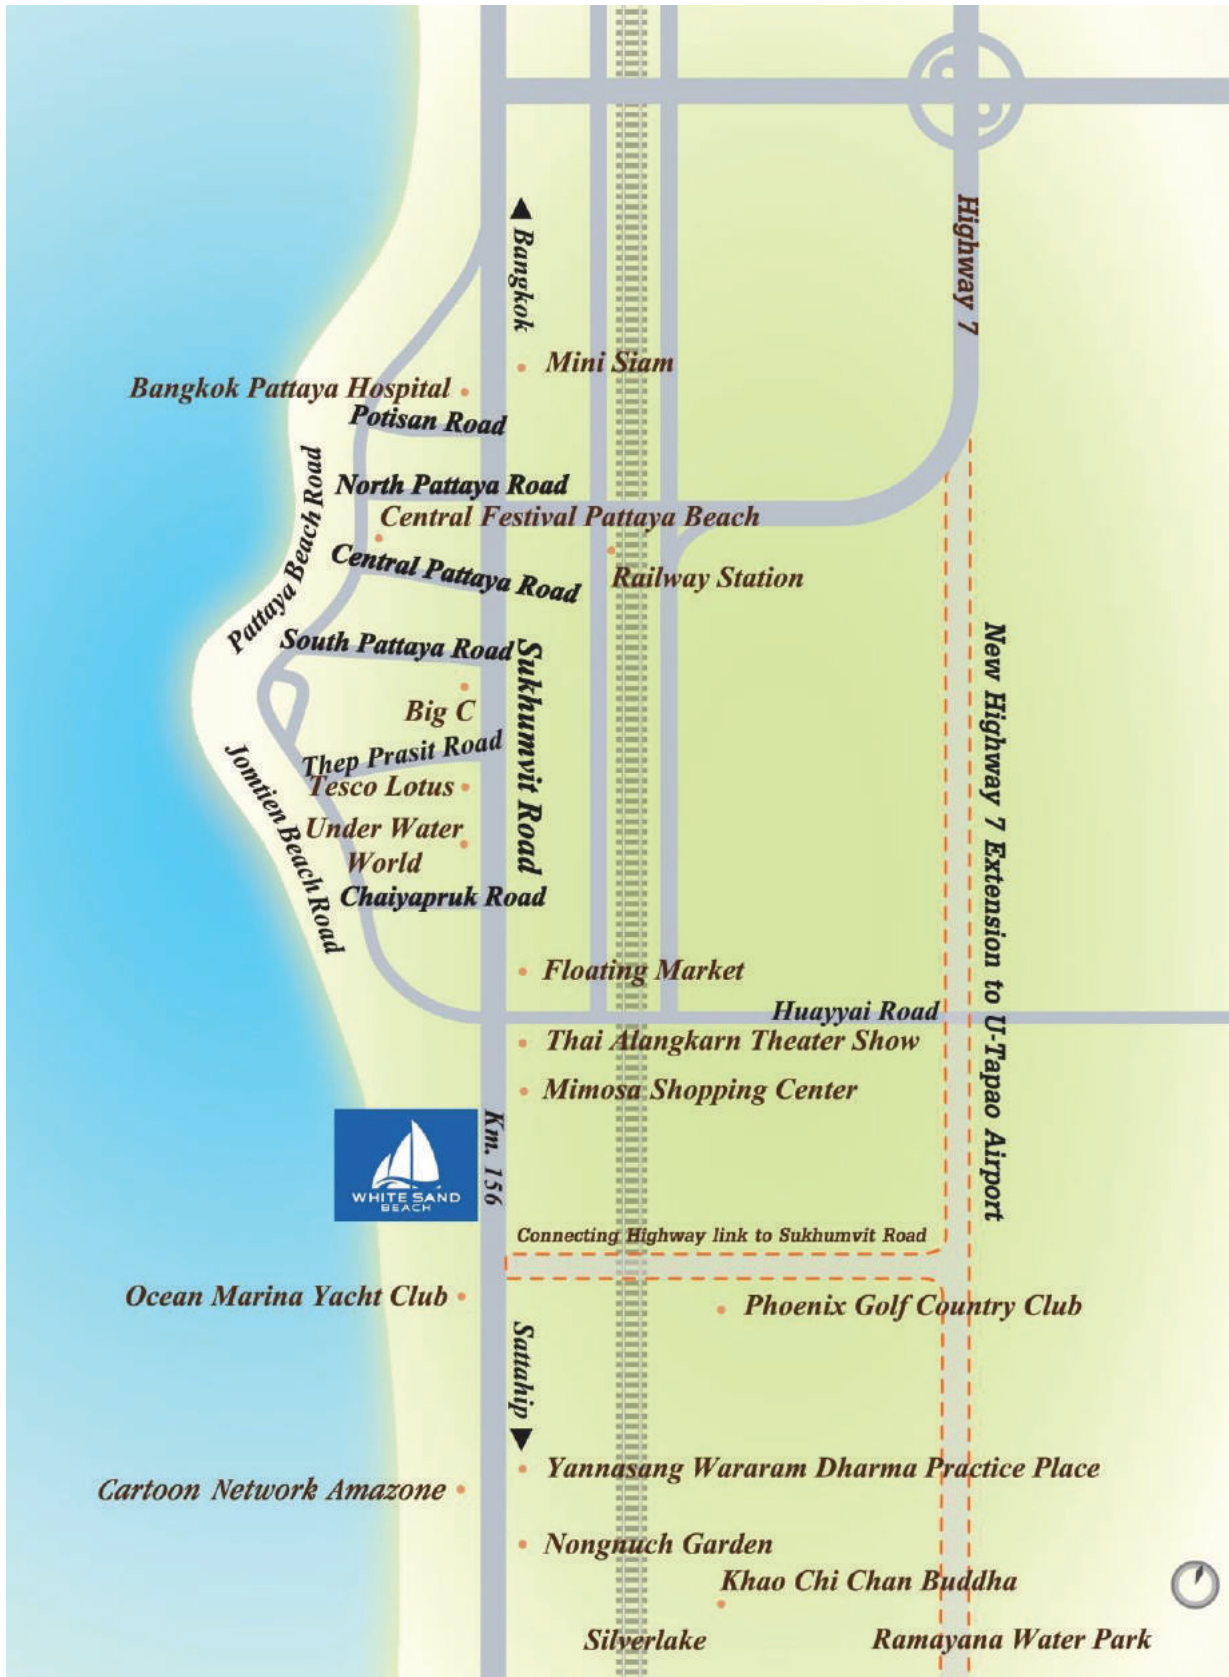 Highway 7
Bangkok
Mini Siam
Bangkok Pattaya Hospital
Potisan Road
North Pattaya Road
Pattaya Beach Road
Central Festival Pattaya Beach
Central Pattaya Road
Railway Station
South Pattaya Road
Sukhumvit Road
New Highway 7 Extension to U-Tapao Airport
Big C
Thep Prasit Road
Jomtien Beach Road
Tesco Lotus
Under Water
World
Chaiyapruk Road
Floating Market
Huayyai Road
Thai Alangkarn Theater Show
Mimosa Shopping Center
Km. 156
WHITE SAND
BEACH
Connecting Highway link to Sukhumvit Road
Ocean Marina Yacht Club
Phoenix Golf Country Club
Sattahip
Yannasang Wararam Dharma Practice Place
Cartoon Network Amazone
Nongnuch Garden
Khao Chi Chan Buddha
Silverlake
Ramayana Water Park